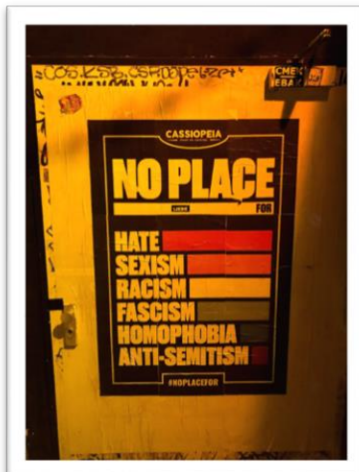 CASSIOPEIA
NO PLACE
FOR
HATE
SEXISM
RACISM
FASCISM
HOMOPHOBIA
ANTI-SEMITISM
#NOPLACEFOR